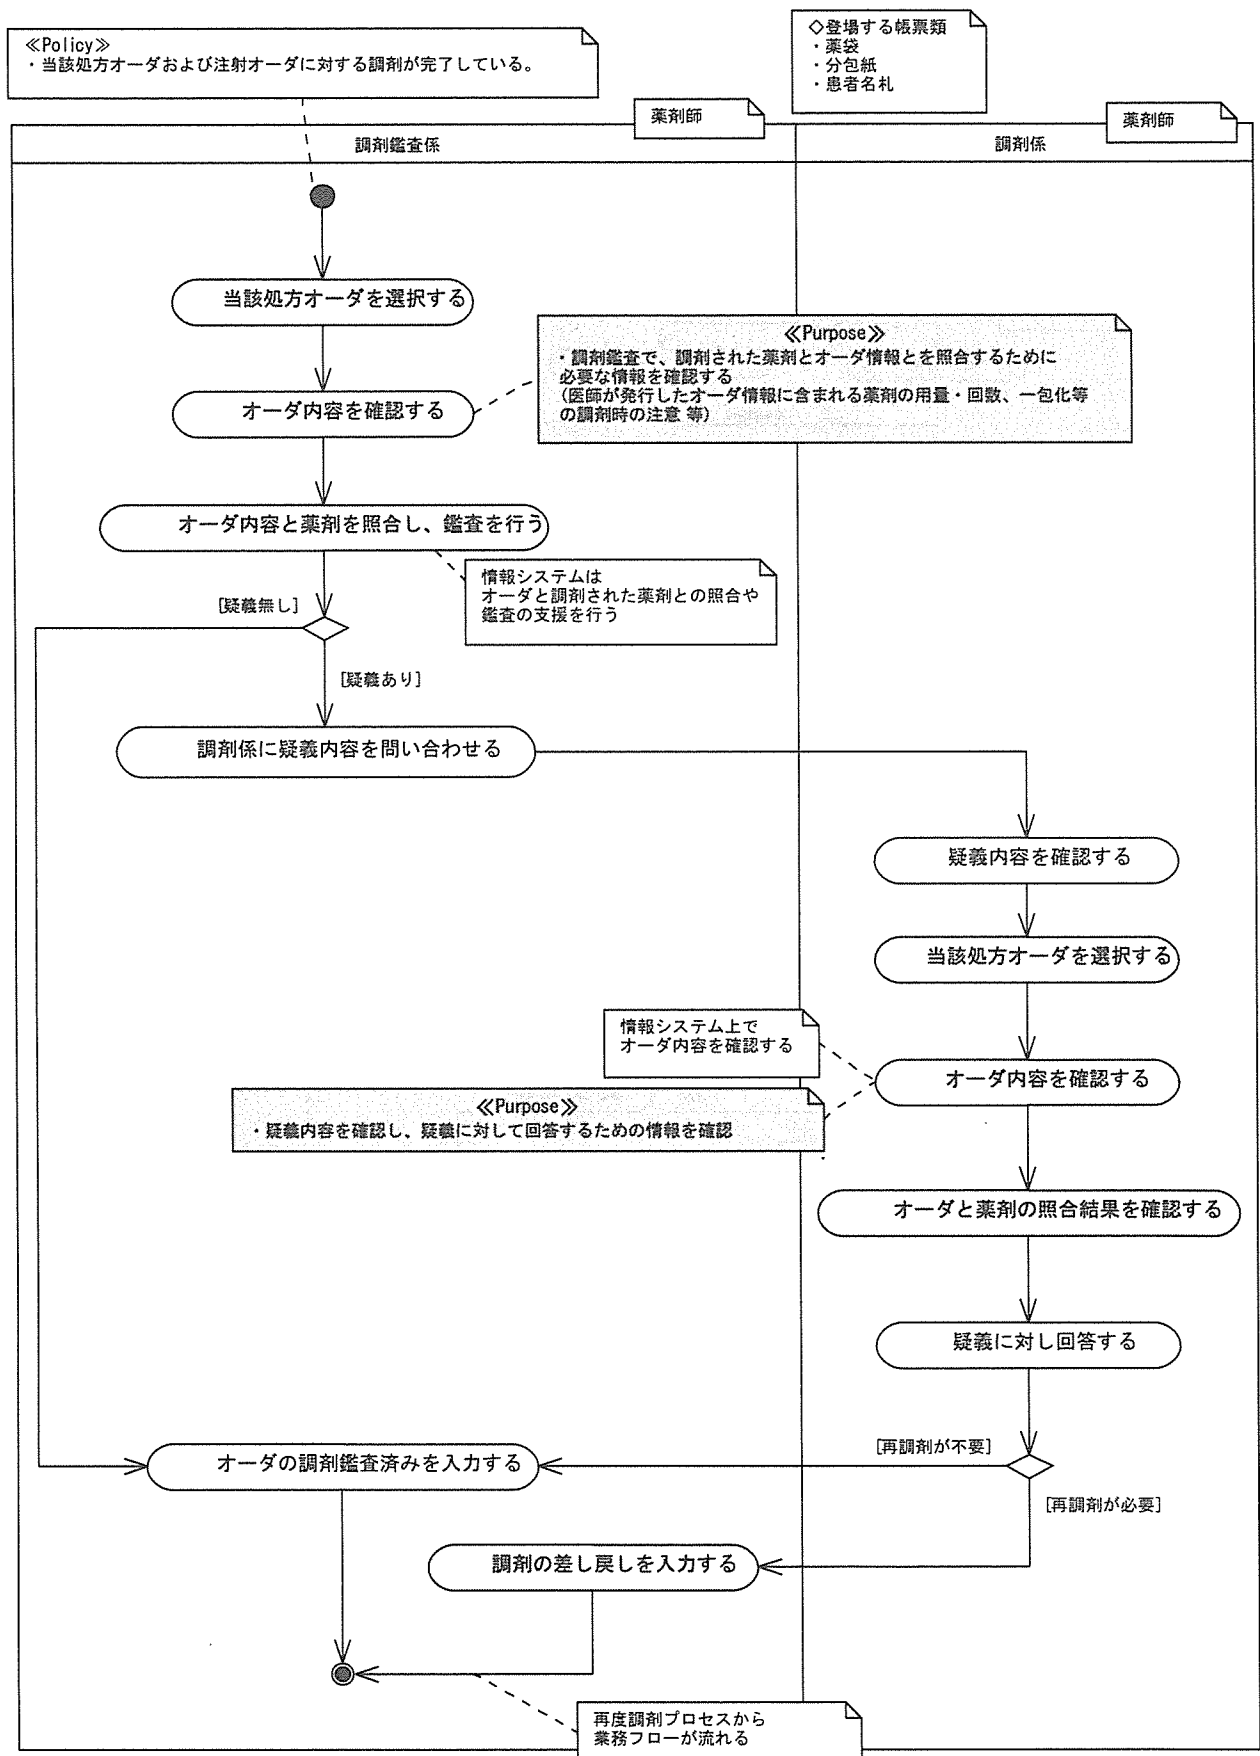 ≪Policy≫
・当該処方オーダおよび注射オーダに対する調剤が完了している。
◇登場する帳票類
・薬袋
・分包紙
・患者名札
薬剤師
薬剤師
調剤鑑査係
調剤係
当該処方オーダを選択する
≪Purpose≫
・調剤鑑査で、調剤された薬剤とオーダ情報とを照合するために
必要な情報を確認する
(医師が発行したオーダ情報に含まれる薬剤の用量・回数、一包化等
の調剤時の注意 等)
オーダ内容を確認する
オーダ内容と薬剤を照合し、鑑査を行う
情報システムは
オーダと調剤された薬剤との照合や
鑑査の支援を行う
[疑義無し]
[疑義あり]
調剤係に疑義内容を問い合わせる
疑義内容を確認する
当該処方オーダを選択する
情報システム上で
オーダ内容を確認する
オーダ内容を確認する
≪Purpose≫
・疑義内容を確認し、疑義に対して回答するための情報を確認
オーダと薬剤の照合結果を確認する
疑義に対し回答する
[再調剤が不要]
オーダの調剤鑑査済みを入力する
[再調剤が必要]
調剤の差し戻しを入力する
再度調剤プロセスから
業務フローが流れる